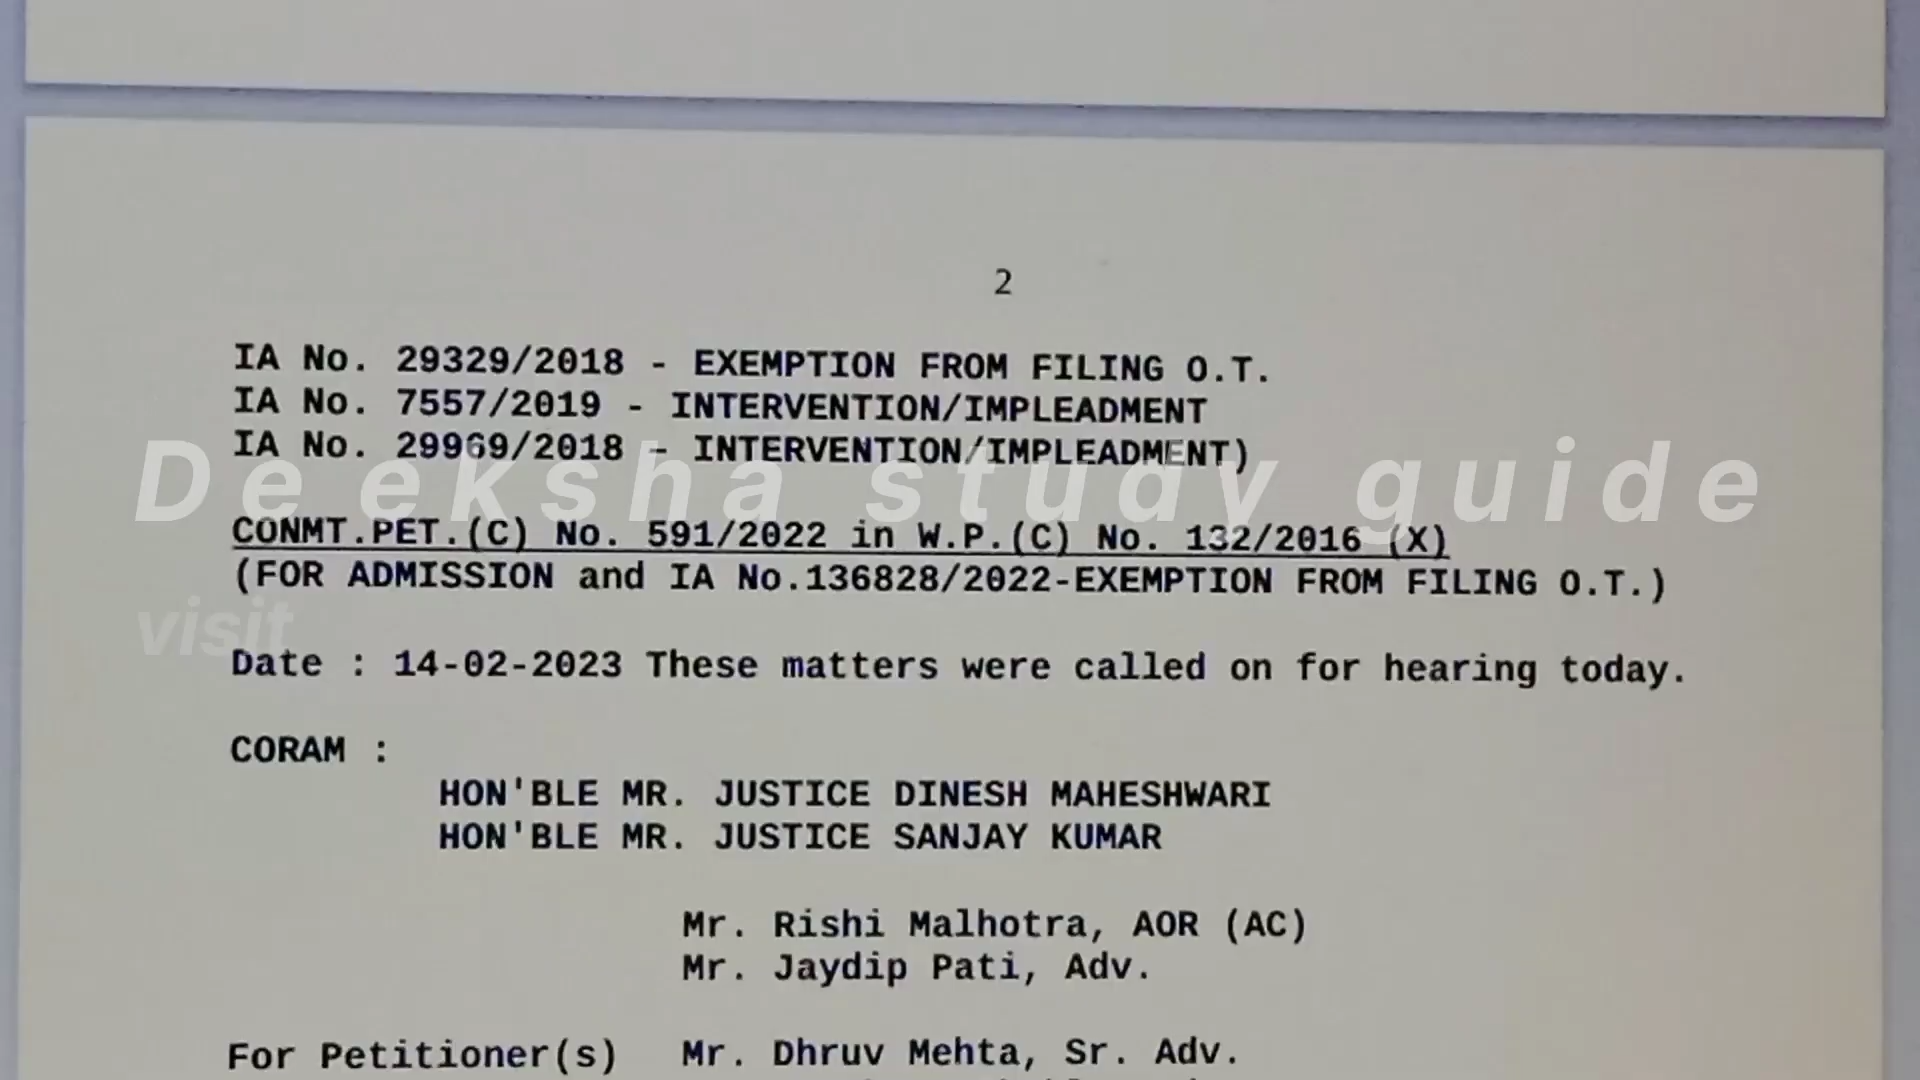 2
IA No. 29329/2018 - EXEMPTION FROM FILING O.T.
IA No. 7557/2019 - INTERVENTION/IMPLEADMENT
IA No. 29969/2018 - INTERVENTION/IMPLEADMENT)
Deeksha study guide
CONMT.PET.(C) No. 591/2022 in W.P.(C) No. 132/2016 (X)
(FOR ADMISSION and IA No.136828/2022-EXEMPTION FROM FILING O.T.)
visit
Date : 14-02-2023 These matters were called on for hearing today.
CORAM :
HON'BLE MR. JUSTICE DINESH MAHESHWARI
HON'BLE MR. JUSTICE SANJAY KUMAR
Mr. Rishi Malhotra, AOR (AC)
Mr. Jaydip Pati, Adv.
For Petitioner(s) Mr. Dhruv Mehta, Sr. Adv.